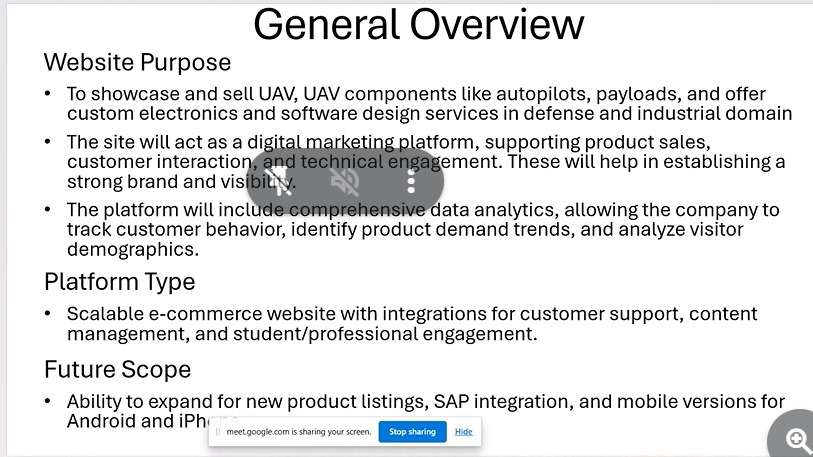 General Overview
Website Purpose
• To showcase and sell UAV, UAV components like autopilots, payloads, and offer
custom electronics and software design services in defense and industrial domain
• The site will act as a digital marketing platform, supporting product sales,
customer interaction, and technical engagement. These will help in establishing a
strong brand and visibility.
• The platform will include comprehensive data analytics, allowing the company to
track customer behavior, identify product demand trends, and analyze visitor
demographics.
Platform Type
• Scalable e-commerce website with integrations for customer support, content
management, and student/professional engagement.
Future Scope
• Ability to expand for new product listings, SAP integration, and mobile versions for
Android and iPhone
meet.google.com is sharing your screen. Stop sharing Hide